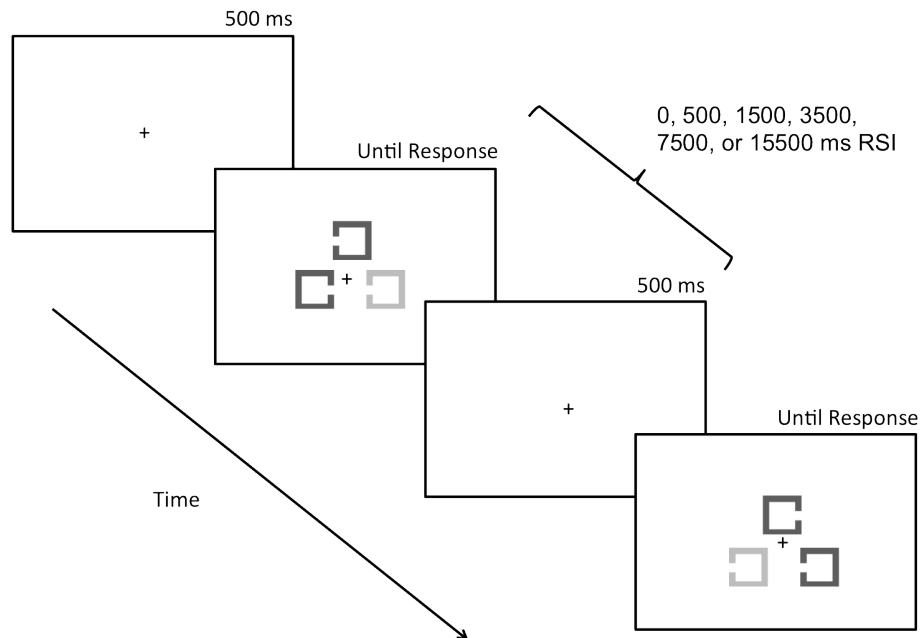 500 ms
+
Until Response
0, 500, 1500, 3500,
7500, or 15500 ms RSI
+
500 ms
+
Until Response
+
Time